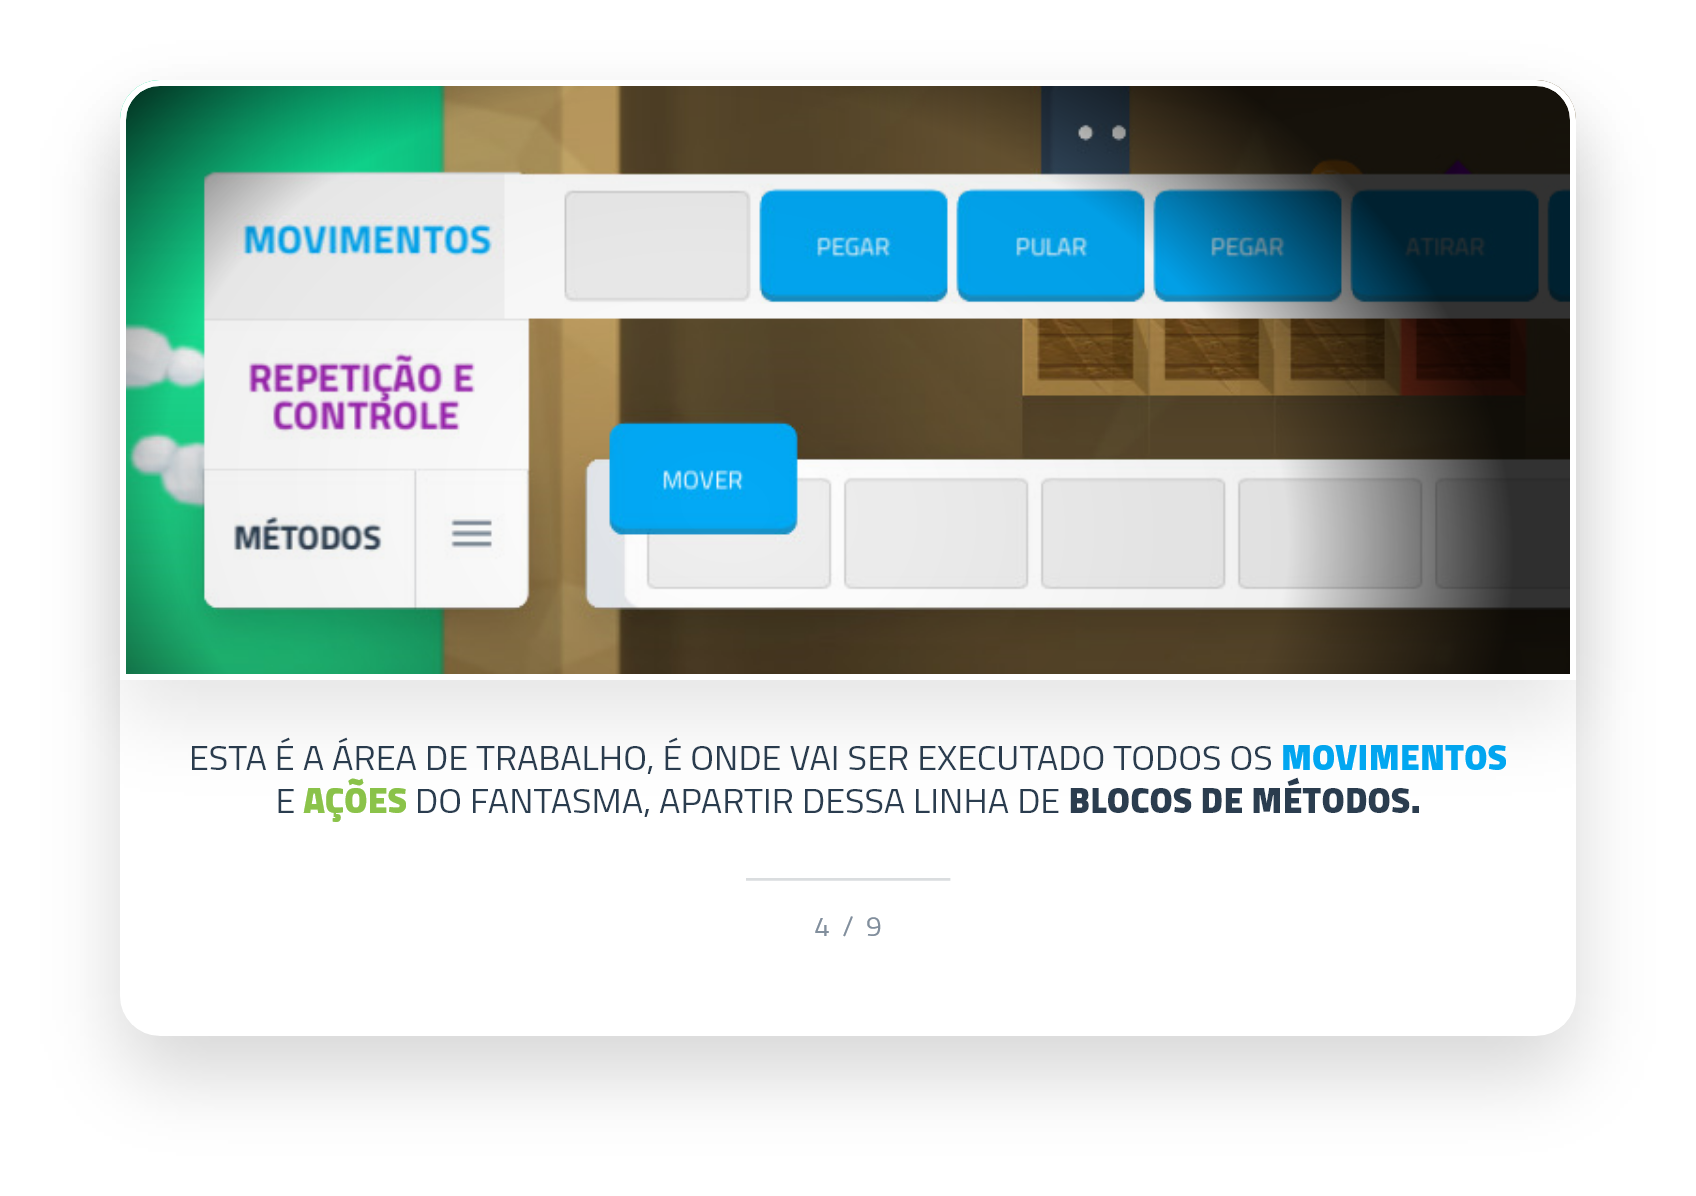 MOVIMENTOS
PEGAR
PULAR
PEGAR
ATIRAR
REPETIÇÃO E
CONTROLE
MOVER
MÉTODOS
ESTA É A ÁREA DE TRABALHO, É ONDE VAI SER EXECUTADO TODOS OS MOVIMENTOS
E AÇÕES DO FANTASMA, APARTIR DESSA LINHA DE BLOCOS DE MÉTODOS.
4 / 9